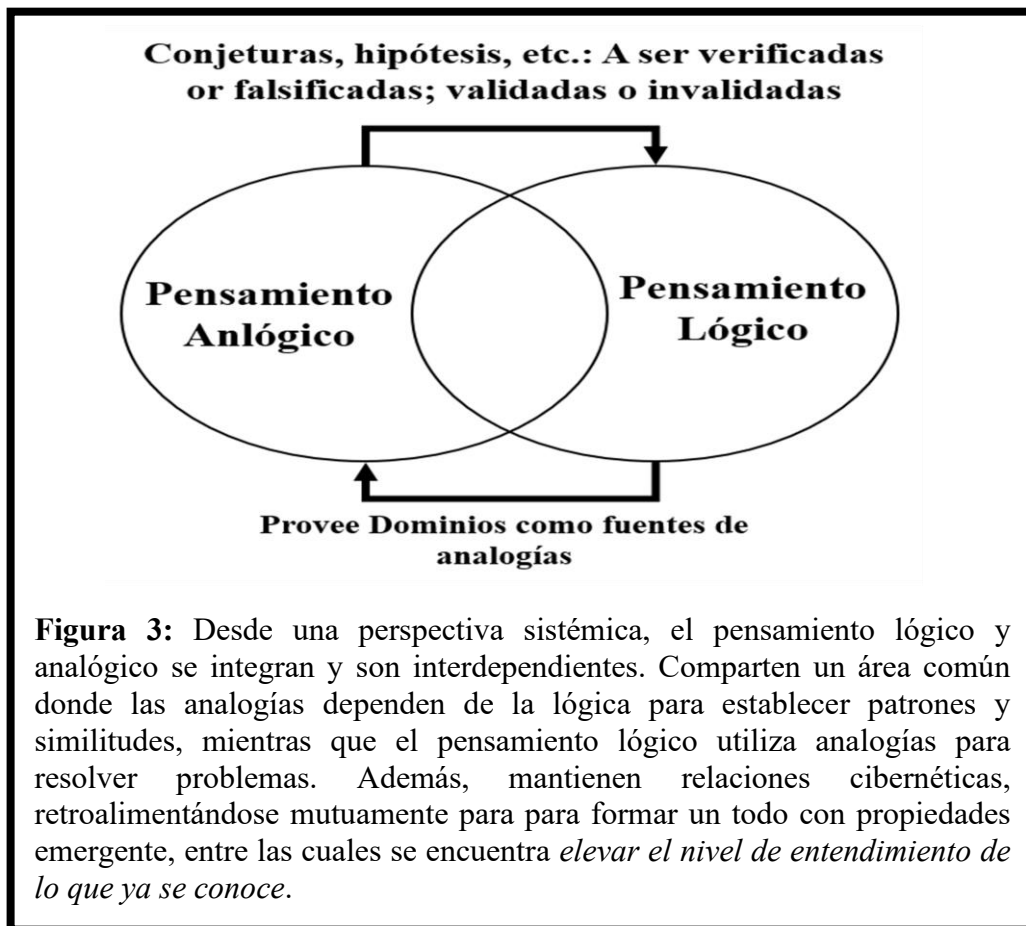 Conjeturas, hipótesis, etc.: A ser verificadas
or falsificadas; validadas o invalidadas
Pensamiento
Anlógico
Pensamiento
Lógico
Provee Dominios como fuentes de
analogías
Figura 3: Desde una perspectiva sistémica, el pensamiento lógico y
analógico se integran y son interdependientes. Comparten un área común
donde las analogías dependen de la lógica para establecer patrones y
similitudes, mientras que el pensamiento lógico utiliza analogías para
resolver problemas. Además, mantienen relaciones cibernéticas,
retroalimentándose mutuamente para para formar un todo con propiedades
emergente, entre las cuales se encuentra elevar el nivel de entendimiento de
lo que ya se conoce.